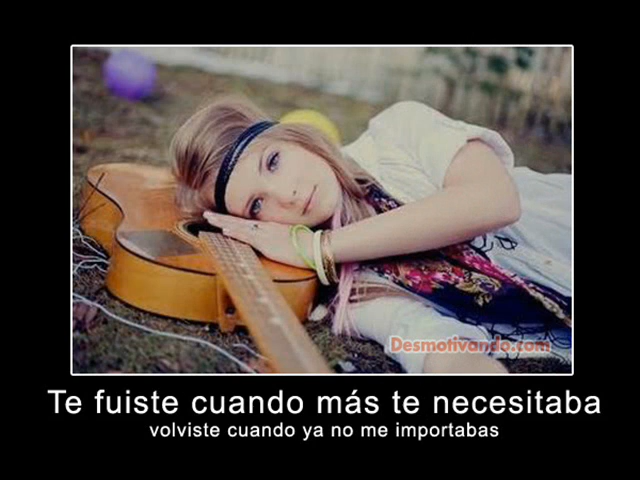 Desmotivando.com
Te fuiste cuando más te necesitaba
volviste cuando ya no me importabas